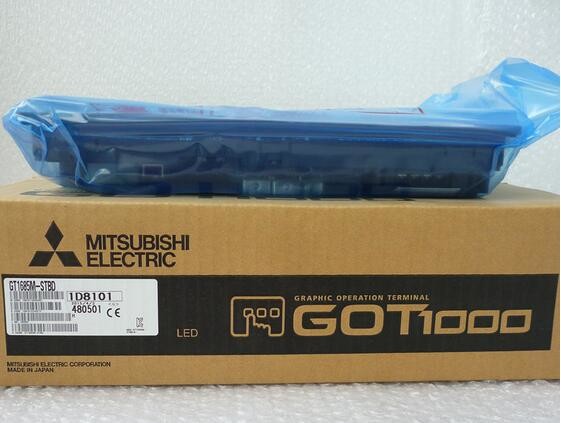 MITSUBISHI
ELECTRIC
GT1685M-STBD
1D8101
480501 CE
LED
GRAPHIC OPERATION TERMINAL
GOT1000
MITSUBISHI ELECTRIC CORPORATION
MADE IN JAPAN